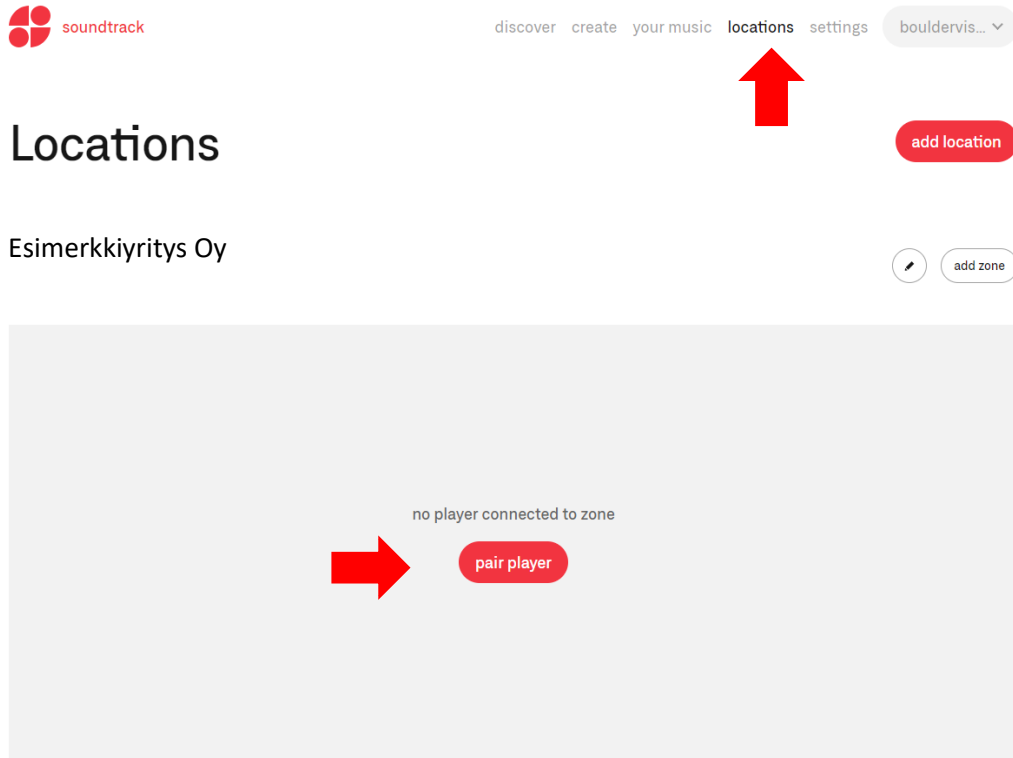 soundtrack discover create your music locations settings bouldervis...
Locations
add location
Esimerkkiyritys Oy
add zone
no player connected to zone
pair player